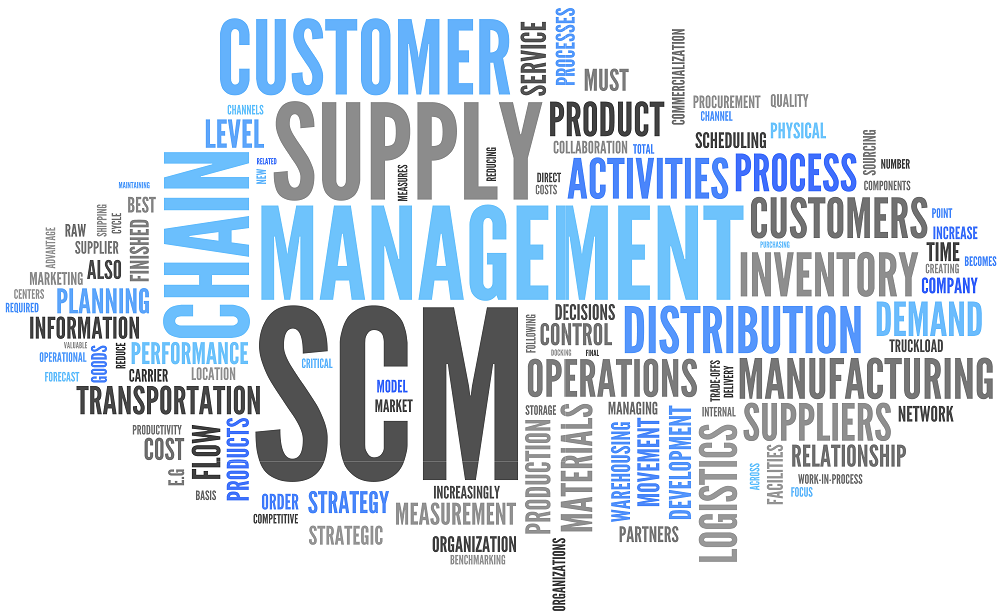 CUSTOMER
SERVICE
PROCESSES
MUST
COMMERCIALIZATION
PROCUREMENT
QUALITY
CHANNELS
LEVEL
SUPPLY
PRODUCT
CHANNEL
SCHEDULING
PHYSICAL
COLLABORATION
TOTAL
SOURCING
NUMBER
RELATED
NEW
MEASURES
REDUCING
DIRECT
COSTS
ACTIVITIES
PROCESS
COMPONENTS
MAINTAINING
CHAIN
BEST
SHIPPING
CYCLE
FINISHED
RAW
SUPPLIER
ADVANTAGE
ALSO
MARKETING
CENTERS
REQUIRED
PLANNING
MANAGEMENT
CUSTOMERS
POINT
INCREASE
PURCHASING
INVENTORY
TIME
CREATING
BECOMES
COMPANY
INFORMATION
VALUABLE
OPERATIONAL
GOODS
REDUCE
PERFORMANCE
FORECAST
CARRIER
LOCATION
TRANSPORTATION
SCM
CRITICAL
MODEL
MARKET
FOLLOWING
DECISIONS
CONTROL
DOCKING
FINAL
DISTRIBUTION
DEMAND
TRUCKLOAD
OPERATIONS
TRADE-OFFS
DELIVERY
MANUFACTURING
PRODUCTIVITY
COST
E.G
FLOW
BASIS
PRODUCTS
STORAGE
PRODUCTION
MATERIALS
MANAGING
WAREHOUSING
MOVEMENT
DEVELOPMENT
INTERNAL
LOGISTICS
SUPPLIERS
NETWORK
RELATIONSHIP
ACROSS
FACILITIES
WORK-IN-PROCESS
FOCUS
ORDER
COMPETITIVE
STRATEGY
STRATEGIC
INCREASINGLY
MEASUREMENT
ORGANIZATION
BENCHMARKING
ORGANIZATIONS
PARTNERS